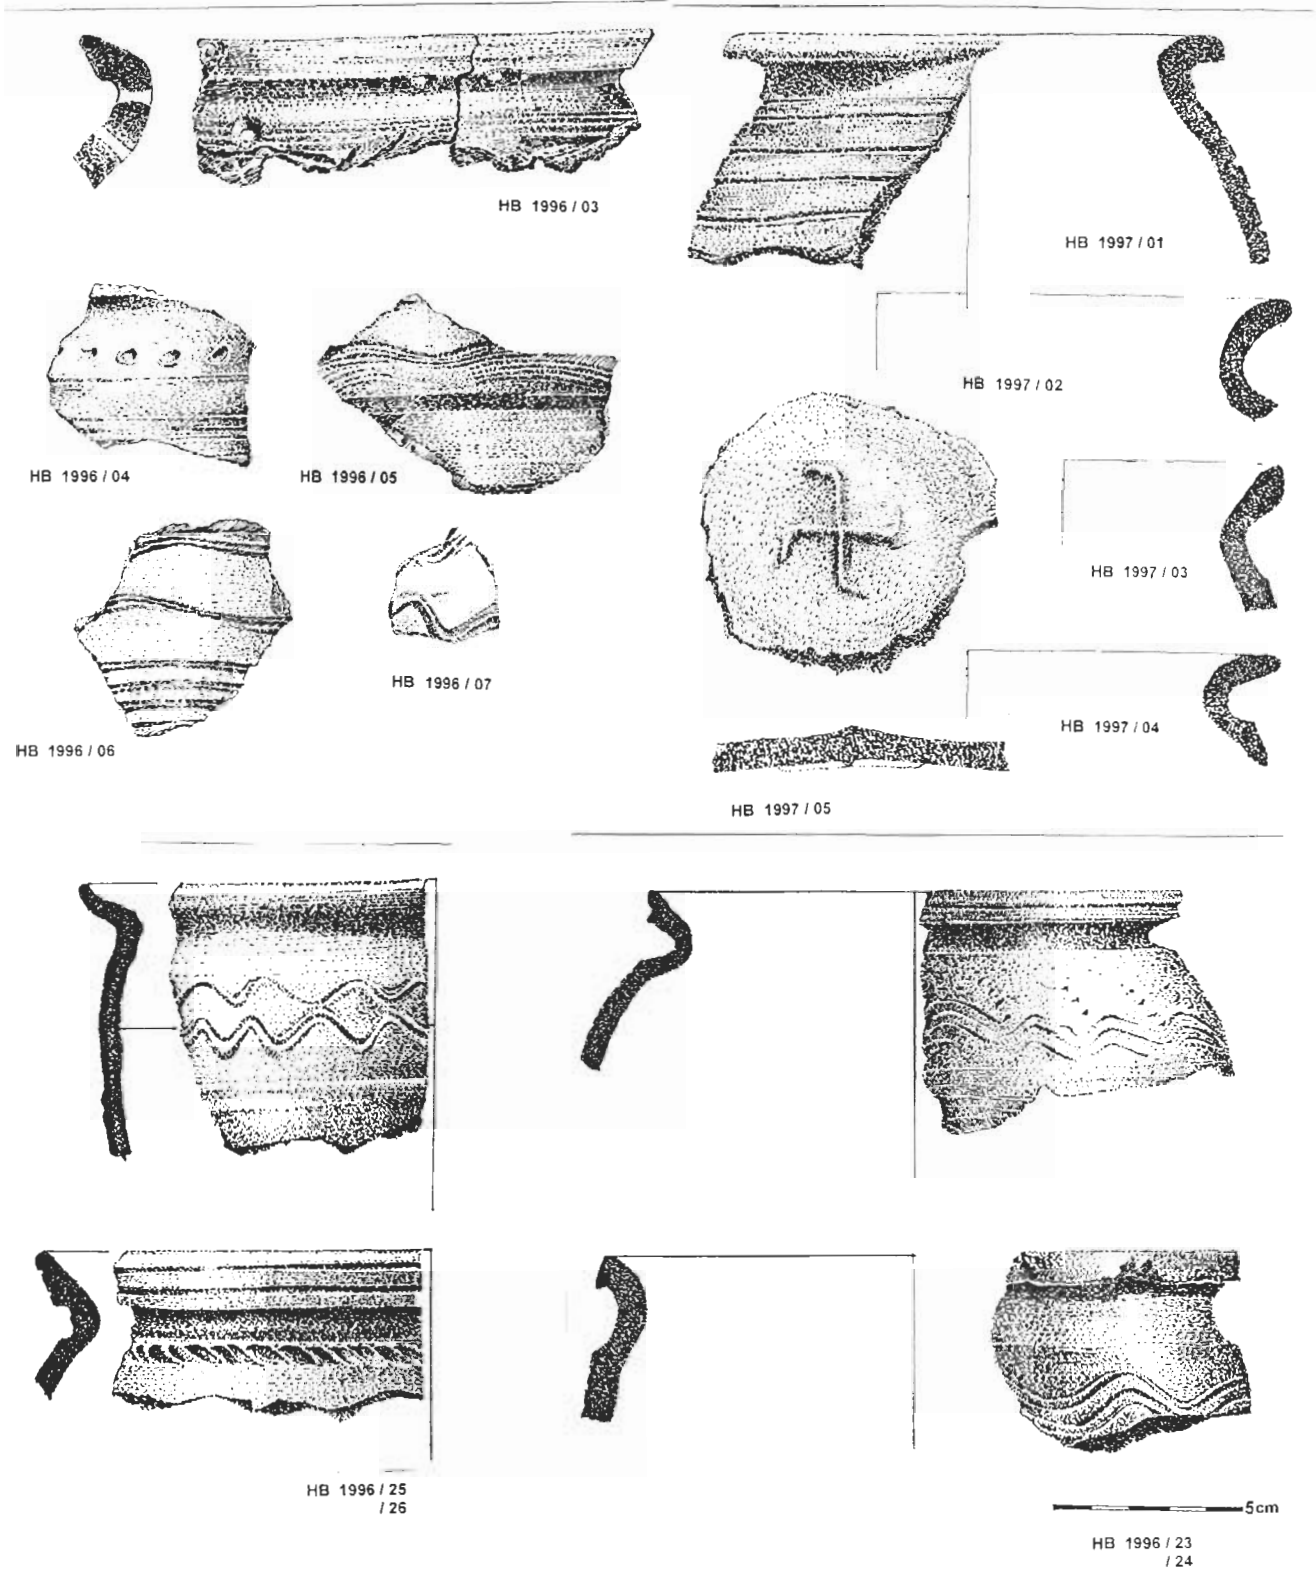 HB 1996 / 03
HB 1997 / 01
HB 1996 / 04
HB 1996 / 05
HB 1997 / 02
HB 1997 / 03
HB 1996 / 06
HB 1996 / 07
HB 1997 / 04
HB 1997 / 05
HB 1996 / 25
/ 26
5cm
HB 1996 / 23
/ 24